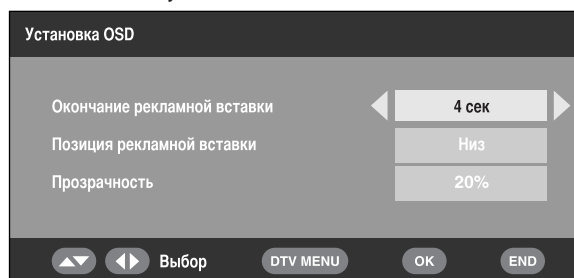 Установка OSD
Окончание рекламной вставки 4 сек
Позиция рекламной вставки Низ
Прозрачность 20%
Выбор DTV MENU OK END